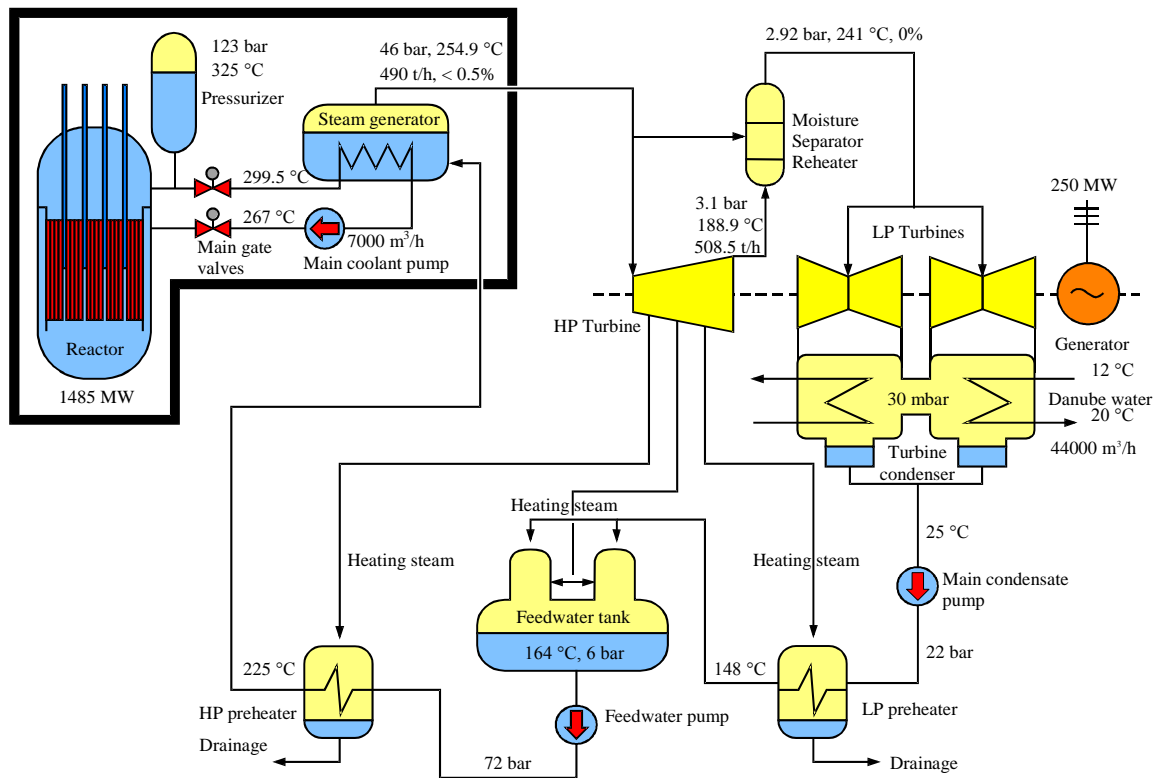 123 bar
325 °C
Pressurizer
46 bar, 254.9 °C
490 t/h, < 0.5%
Steam generator
2.92 bar, 241 °C, 0%
Moisture
Separator
Reheater
299.5 °C
267 °C
Main gate
valves
7000 m³/h
Main coolant pump
3.1 bar
188.9 °C
508.5 t/h
250 MW
LP Turbines
HP Turbine
Generator
Reactor
1485 MW
12 °C
30 mbar
Danube water
20 °C
44000 m³/h
Turbine
condenser
Heating steam
Heating steam
Heating steam
25 °C
Main condensate
pump
Feedwater tank
164 °C, 6 bar
22 bar
225 °C
148 °C
HP preheater
Feedwater pump
LP preheater
Drainage
72 bar
Drainage